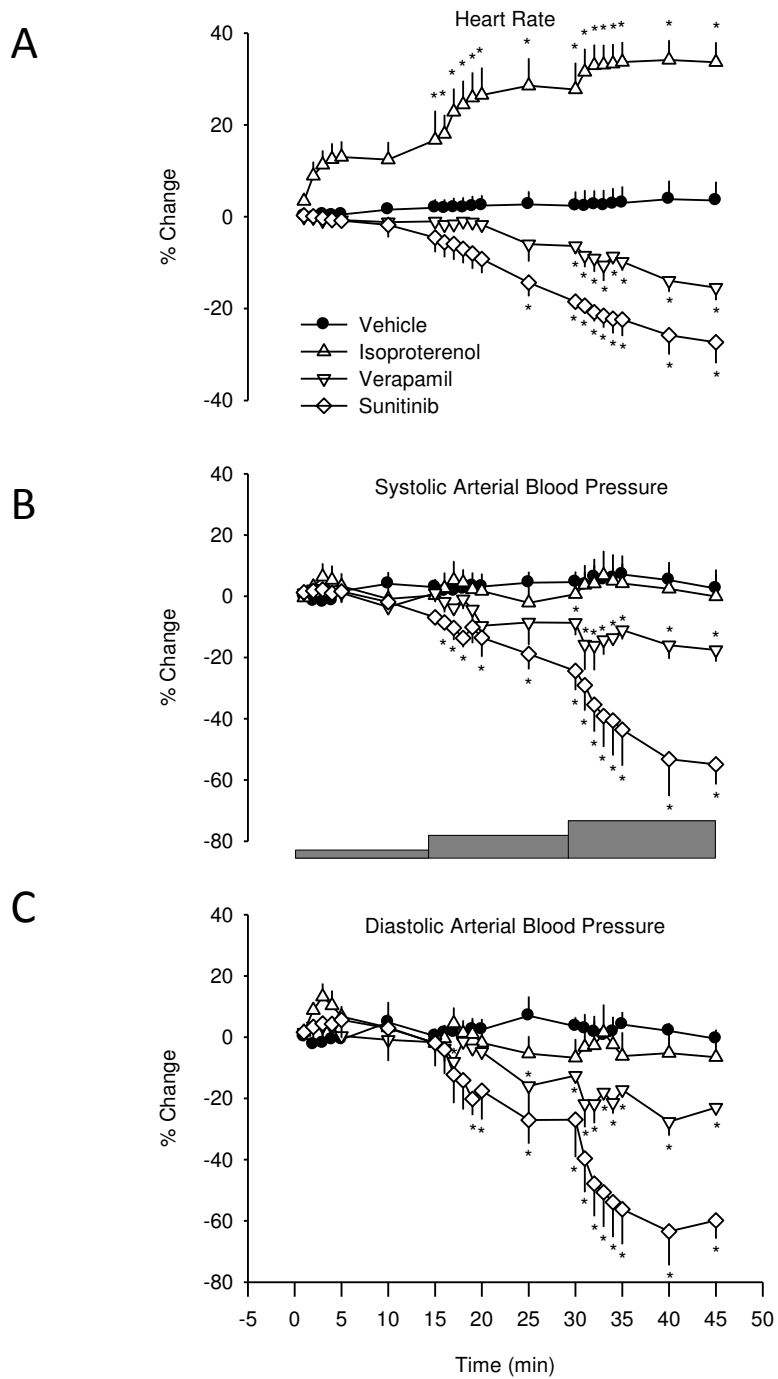 A
Heart Rate
40
20
0
-20
-40
% Change
Vehicle
Isoproterenol
Verapamil
Sunitinib
B
Systolic Arterial Blood Pressure
40
20
0
-20
-40
-60
-80
% Change
C
Diastolic Arterial Blood Pressure
40
20
0
-20
-40
-60
-80
% Change
-5 0 5 10 15 20 25 30 35 40 45 50
Time (min)